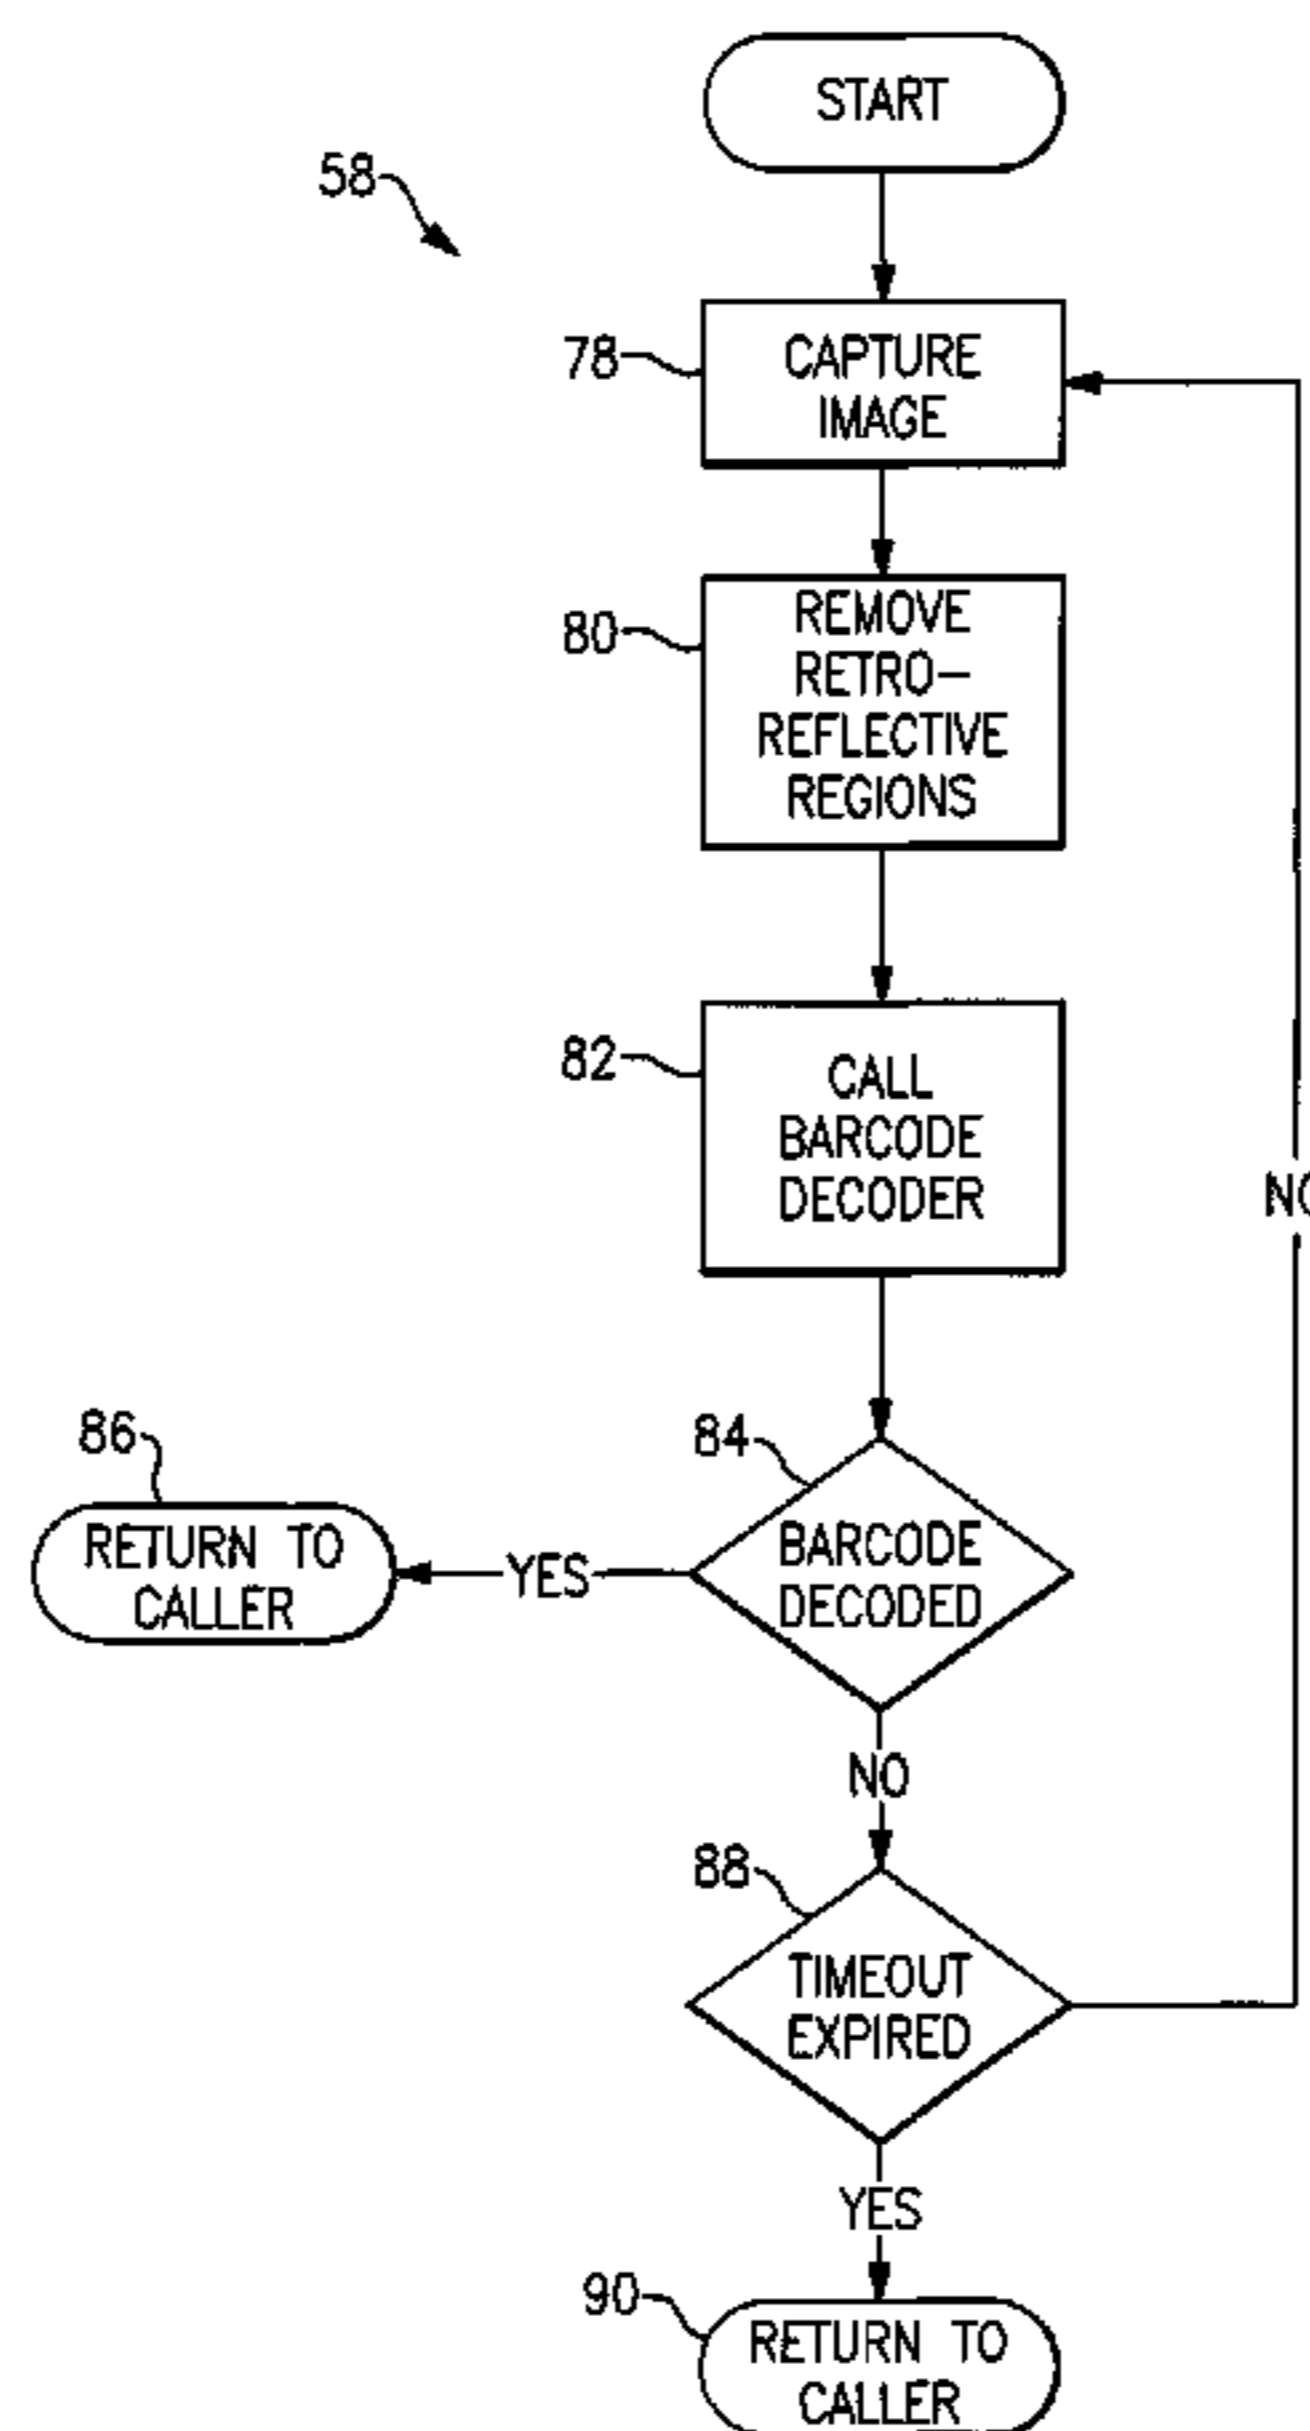 START
58
78
CAPTURE
IMAGE
80
REMOVE
RETRO-
REFLECTIVE
REGIONS
82
CALL
BARCODE
DECODER
NO
86
84
RETURN TO
CALLER
YES
BARCODE
DECODED
NO
88
TIMEOUT
EXPIRED
YES
90
RETURN TO
CALLER